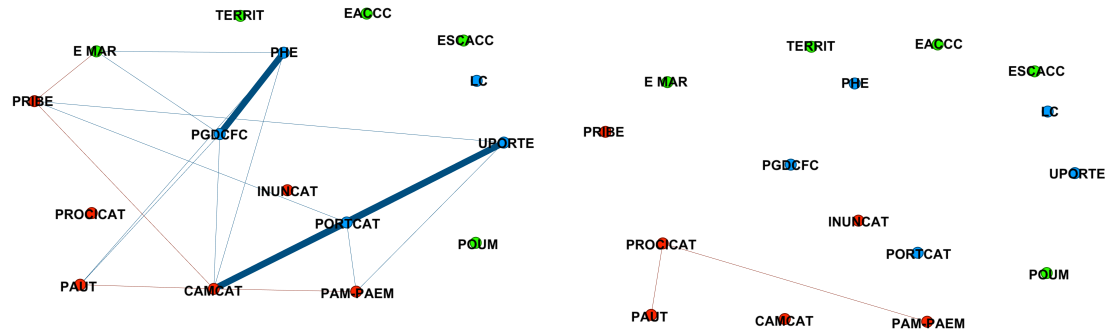 TERRIT
EACCC
ESCACC
E MAR
PHE
LC
PRIBE
PGDCFC
UPORTE
INUNCAT
PROCICAT
PORTCAT
POUM
PAUT
CAMCAT
PAM-PAEM
TERRIT
EACCC
ESCACC
E MAR
PHE
LC
PRIBE
PGDCFC
UPORTE
INUNCAT
PROCICAT
PORTCAT
POUM
PAUT
CAMCAT
PAM-PAEM